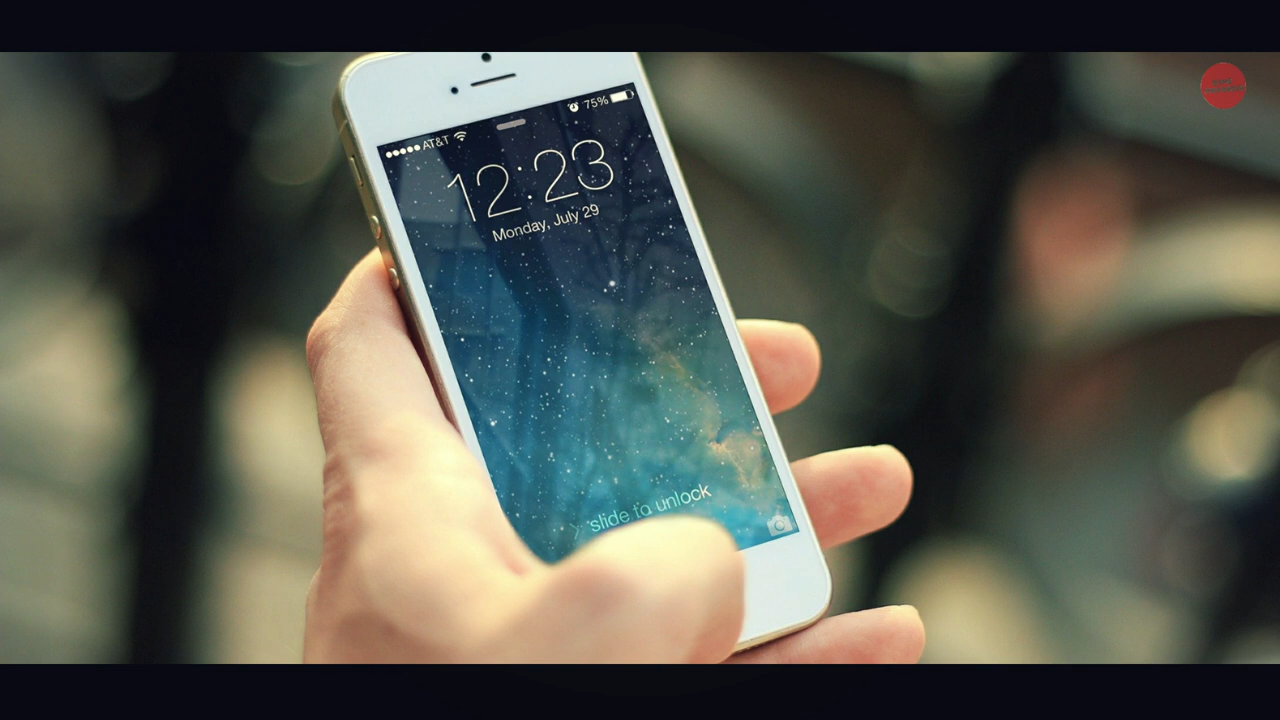 ●●●●● AT&T 75%
12:23
Monday, July 29
slide to unlock